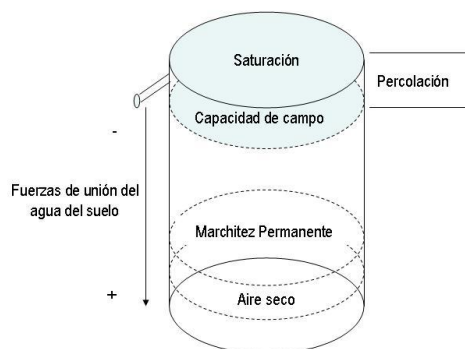 Saturación
Percolación
Capacidad de campo
-
Fuerzas de unión del
agua del suelo
Marchitez Permanente
+
Aire seco